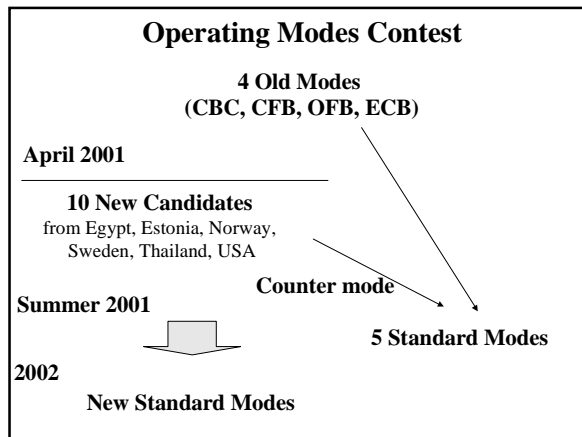 Operating Modes Contest
4 Old Modes
(CBC, CFB, OFB, ECB)
April 2001
10 New Candidates
from Egypt, Estonia, Norway,
Sweden, Thailand, USA
Counter mode
Summer 2001
5 Standard Modes
2002
New Standard Modes